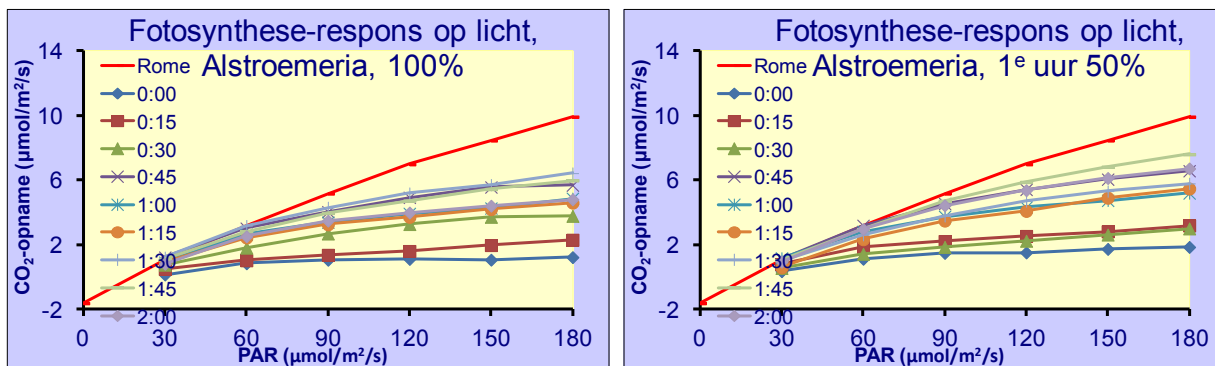 Fotosynthese-respons op licht,
Alstroemeria, 100%
CO₂-opname (µmol/m²/s)
14
10
6
2
-2
Rome
0:00
0:15
0:30
0:45
1:00
1:15
1:30
1:45
2:00
0 30 60 90 120 150 180
PAR (µmol/m²/s)
Fotosynthese-respons op licht,
Alstroemeria, 1ᵉ uur 50%
CO₂-opname (µmol/m²/s)
14
10
6
2
-2
Rome
0:00
0:15
0:30
0:45
1:00
1:15
1:30
1:45
2:00
0 30 60 90 120 150 180
PAR (µmol/m²/s)